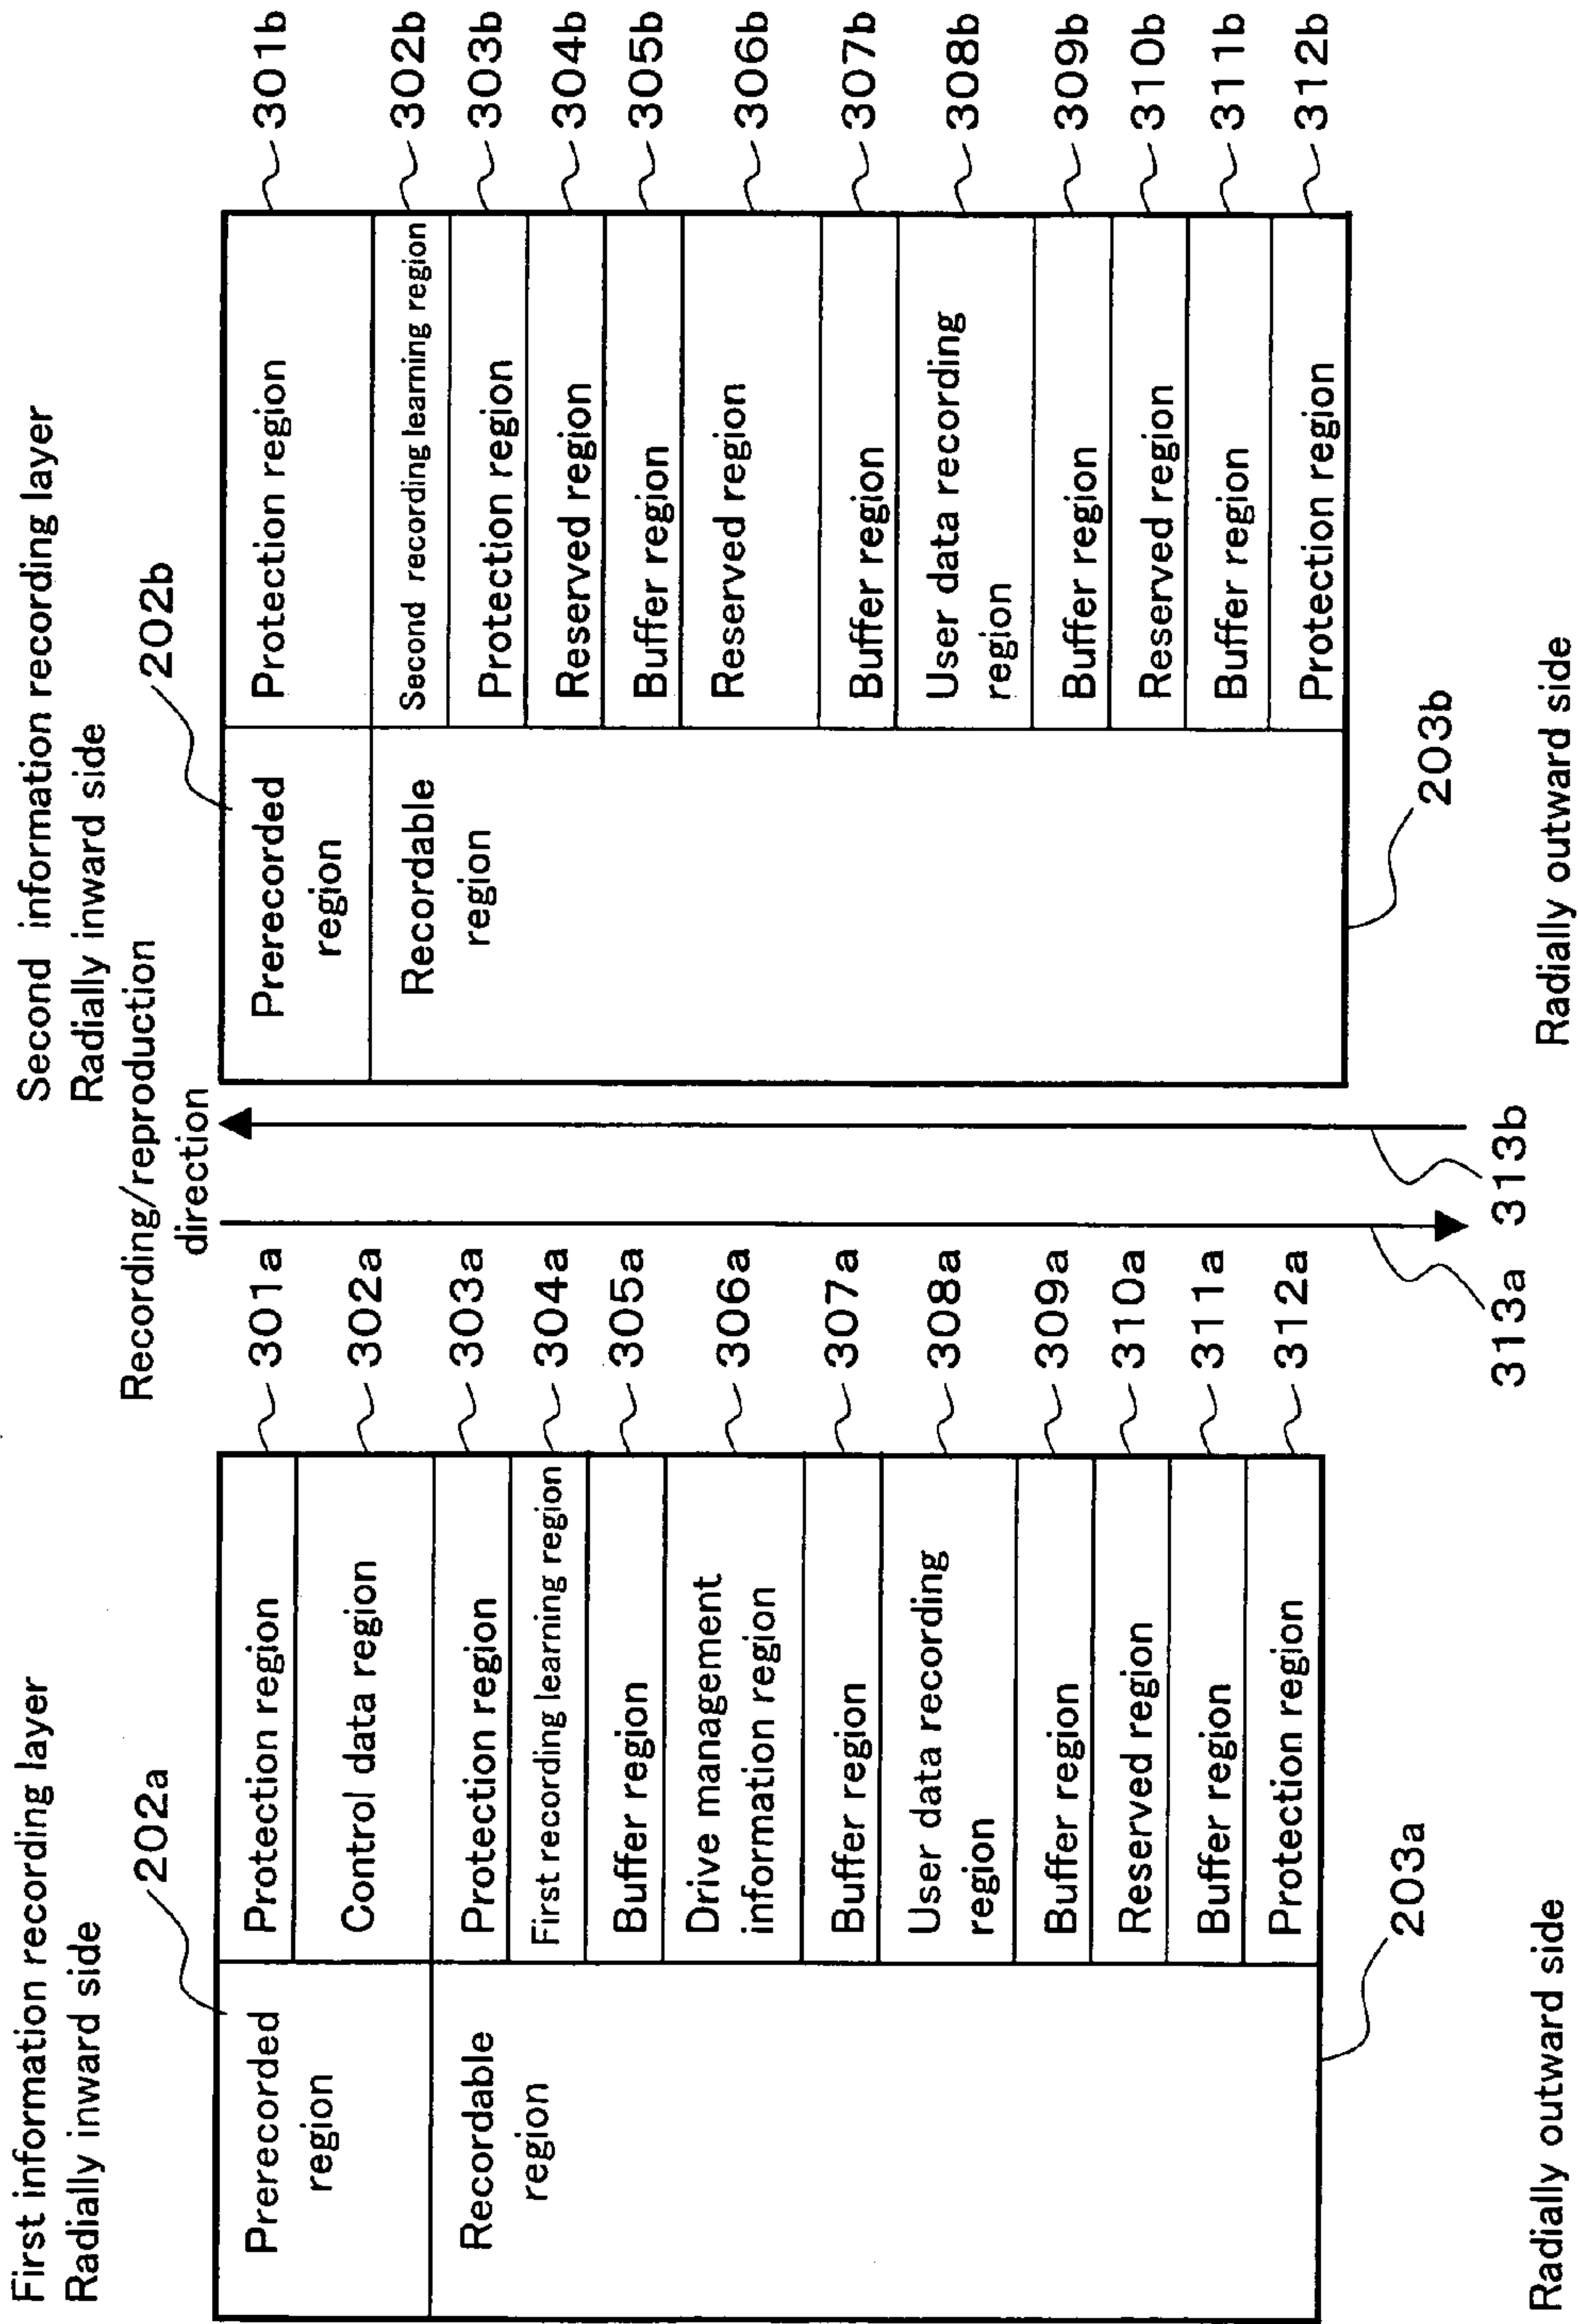 First information recording layer
Radially inward side
202a
Prerecorded
region
Recordable
region
Protection region
Control data region
Protection region
First recording learning region
Buffer region
Drive management
information region
Buffer region
User data recording
region
Buffer region
Reserved region
Buffer region
Protection region
301a
302a
303a
304a
305a
306a
307a
308a
309a
310a
311a
312a
203a
Radially outward side
Recording/reproduction
direction
313a
313b
Second information recording layer
Radially inward side
202b
Prerecorded
region
Recordable
region
Protection region
Second recording learning region
Protection region
Reserved region
Buffer region
Reserved region
Buffer region
User data recording
region
Buffer region
Reserved region
Buffer region
Protection region
301b
302b
303b
304b
305b
306b
307b
308b
309b
310b
311b
312b
203b
Radially outward side